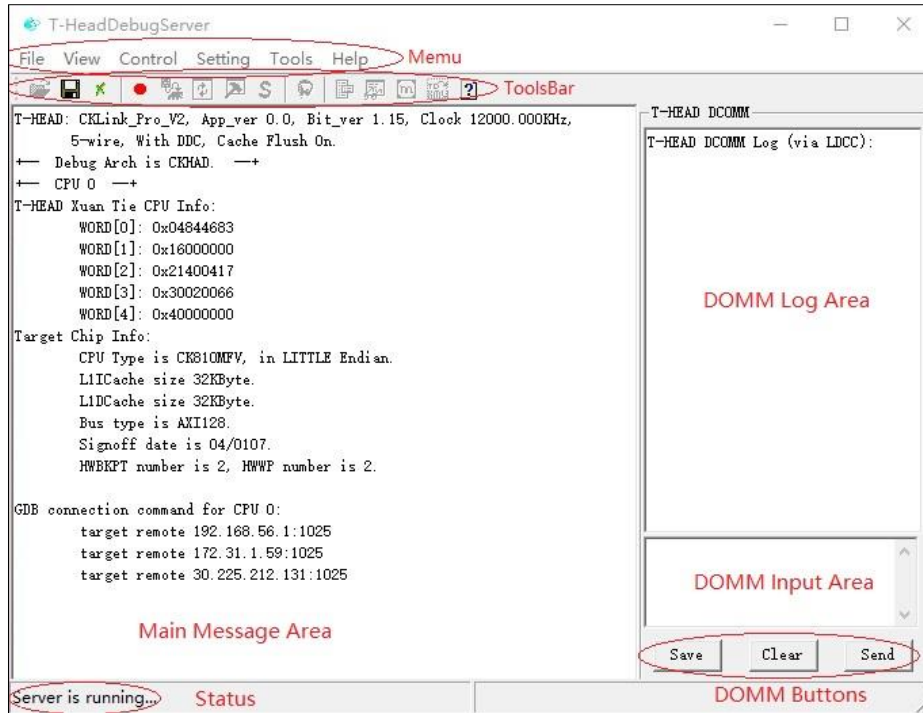 T-HeadDebugServer
File View Control Setting Tools Help Memu
ToolsBar
T-HEAD: CKLink_Pro_V2, App_ver 0.0, Bit_ver 1.15, Clock 12000.000KHz,
5-wire, With DDC, Cache Flush On.
+-- Debug Arch is CKHAD. --+
+-- CPU 0 --+
T-HEAD Xuan Tie CPU Info:
WORD[0]: 0x04844683
WORD[1]: 0x16000000
WORD[2]: 0x21400417
WORD[3]: 0x30020066
WORD[4]: 0x40000000
Target Chip Info:
CPU Type is CK810MFV, in LITTLE Endian.
L1ICache size 32KByte.
L1DCache size 32KByte.
Bus type is AXI128.
Signoff date is 04/0107.
HWBKPT number is 2, HWWP number is 2.
GDB connection command for CPU 0:
target remote 192.168.56.1:1025
target remote 172.31.1.59:1025
target remote 30.225.212.131:1025
Main Message Area
T-HEAD DCOMM
T-HEAD DCOMM Log (via LDCC):
DOMM Log Area
DOMM Input Area
Save Clear Send
Server is running... Status
DOMM Buttons